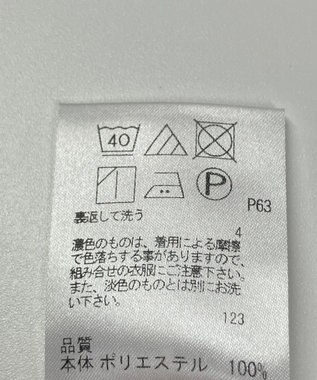 40
P
P63
裏返して洗う
4
濃色のものは、着用による摩擦
で色落ちする事がありますので、
組み合せの衣服にご注意下さい。
また、淡色のものとは別にお洗
い下さい。
123
品質
本体 ポリエステル 100%